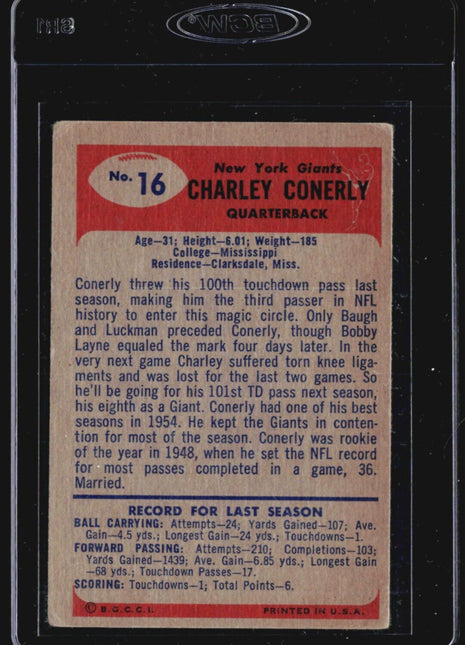 BCW
No. 16
New York Giants
CHARLEY CONERLY
QUARTERBACK
Age—31; Height—6.01; Weight—185
College—Mississippi
Residence—Clarksdale, Miss.
Conerly threw his 100th touchdown pass last
season, making him the third passer in NFL
history to enter this magic circle. Only Baugh
and Luckman preceded Conerly, though Bobby
Layne equaled the mark four days later. In the
very next game Charley suffered torn knee liga-
ments and was lost for the last two games. So
he'll be going for his 101st TD pass next season,
his eighth as a Giant. Conerly had one of his best
seasons in 1954. He kept the Giants in conten-
tion for most of the season. Conerly was rookie
of the year in 1948, when he set the NFL record
for most passes completed in a game, 36.
Married.
RECORD FOR LAST SEASON
BALL CARRYING: Attempts—24; Yards Gained—107; Ave.
Gain—4.5 yds.; Longest Gain—24 yds.; Touchdowns—1.
FORWARD PASSING: Attempts—210; Completions—103;
Yards Gained—1439; Ave. Gain—6.85 yds.; Longest Gain
—68 yds.; Touchdown Passes—17.
SCORING: Touchdowns—1; Total Points—6.
© B.G.C.C.I. PRINTED IN U.S.A.